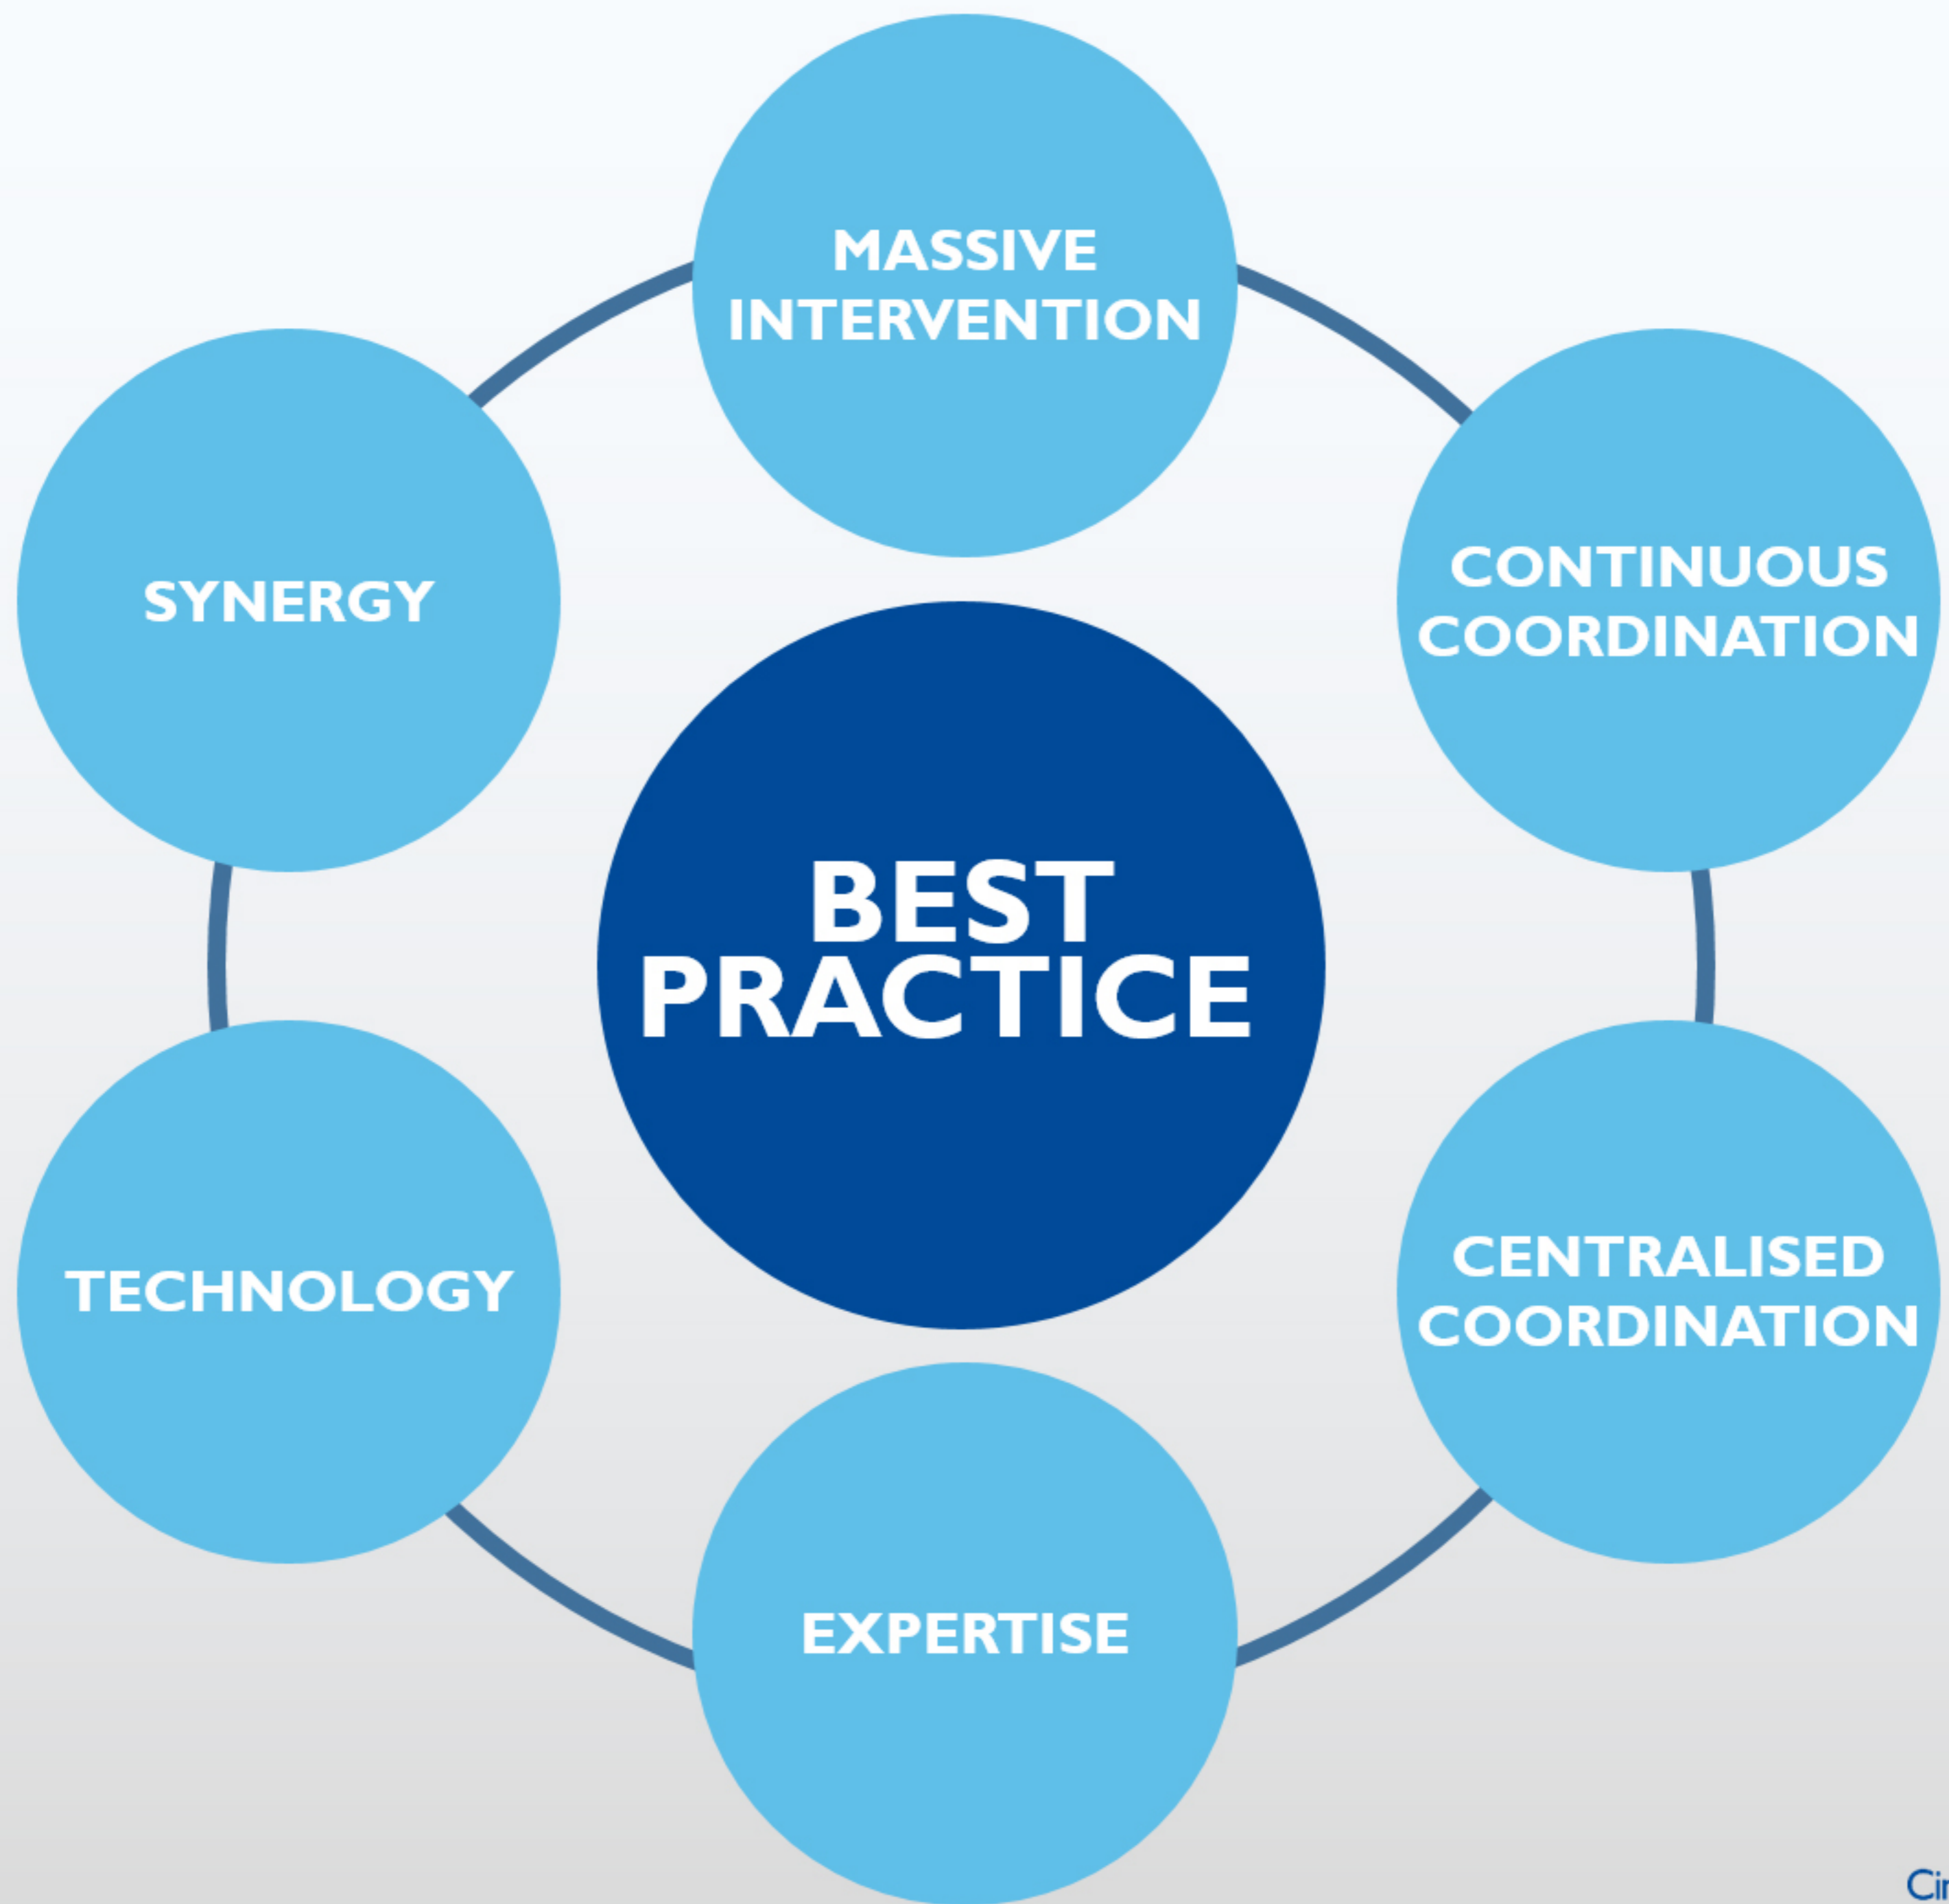 MASSIVE
INTERVENTION
SYNERGY
CONTINUOUS
COORDINATION
BEST
PRACTICE
TECHNOLOGY
CENTRALISED
COORDINATION
EXPERTISE